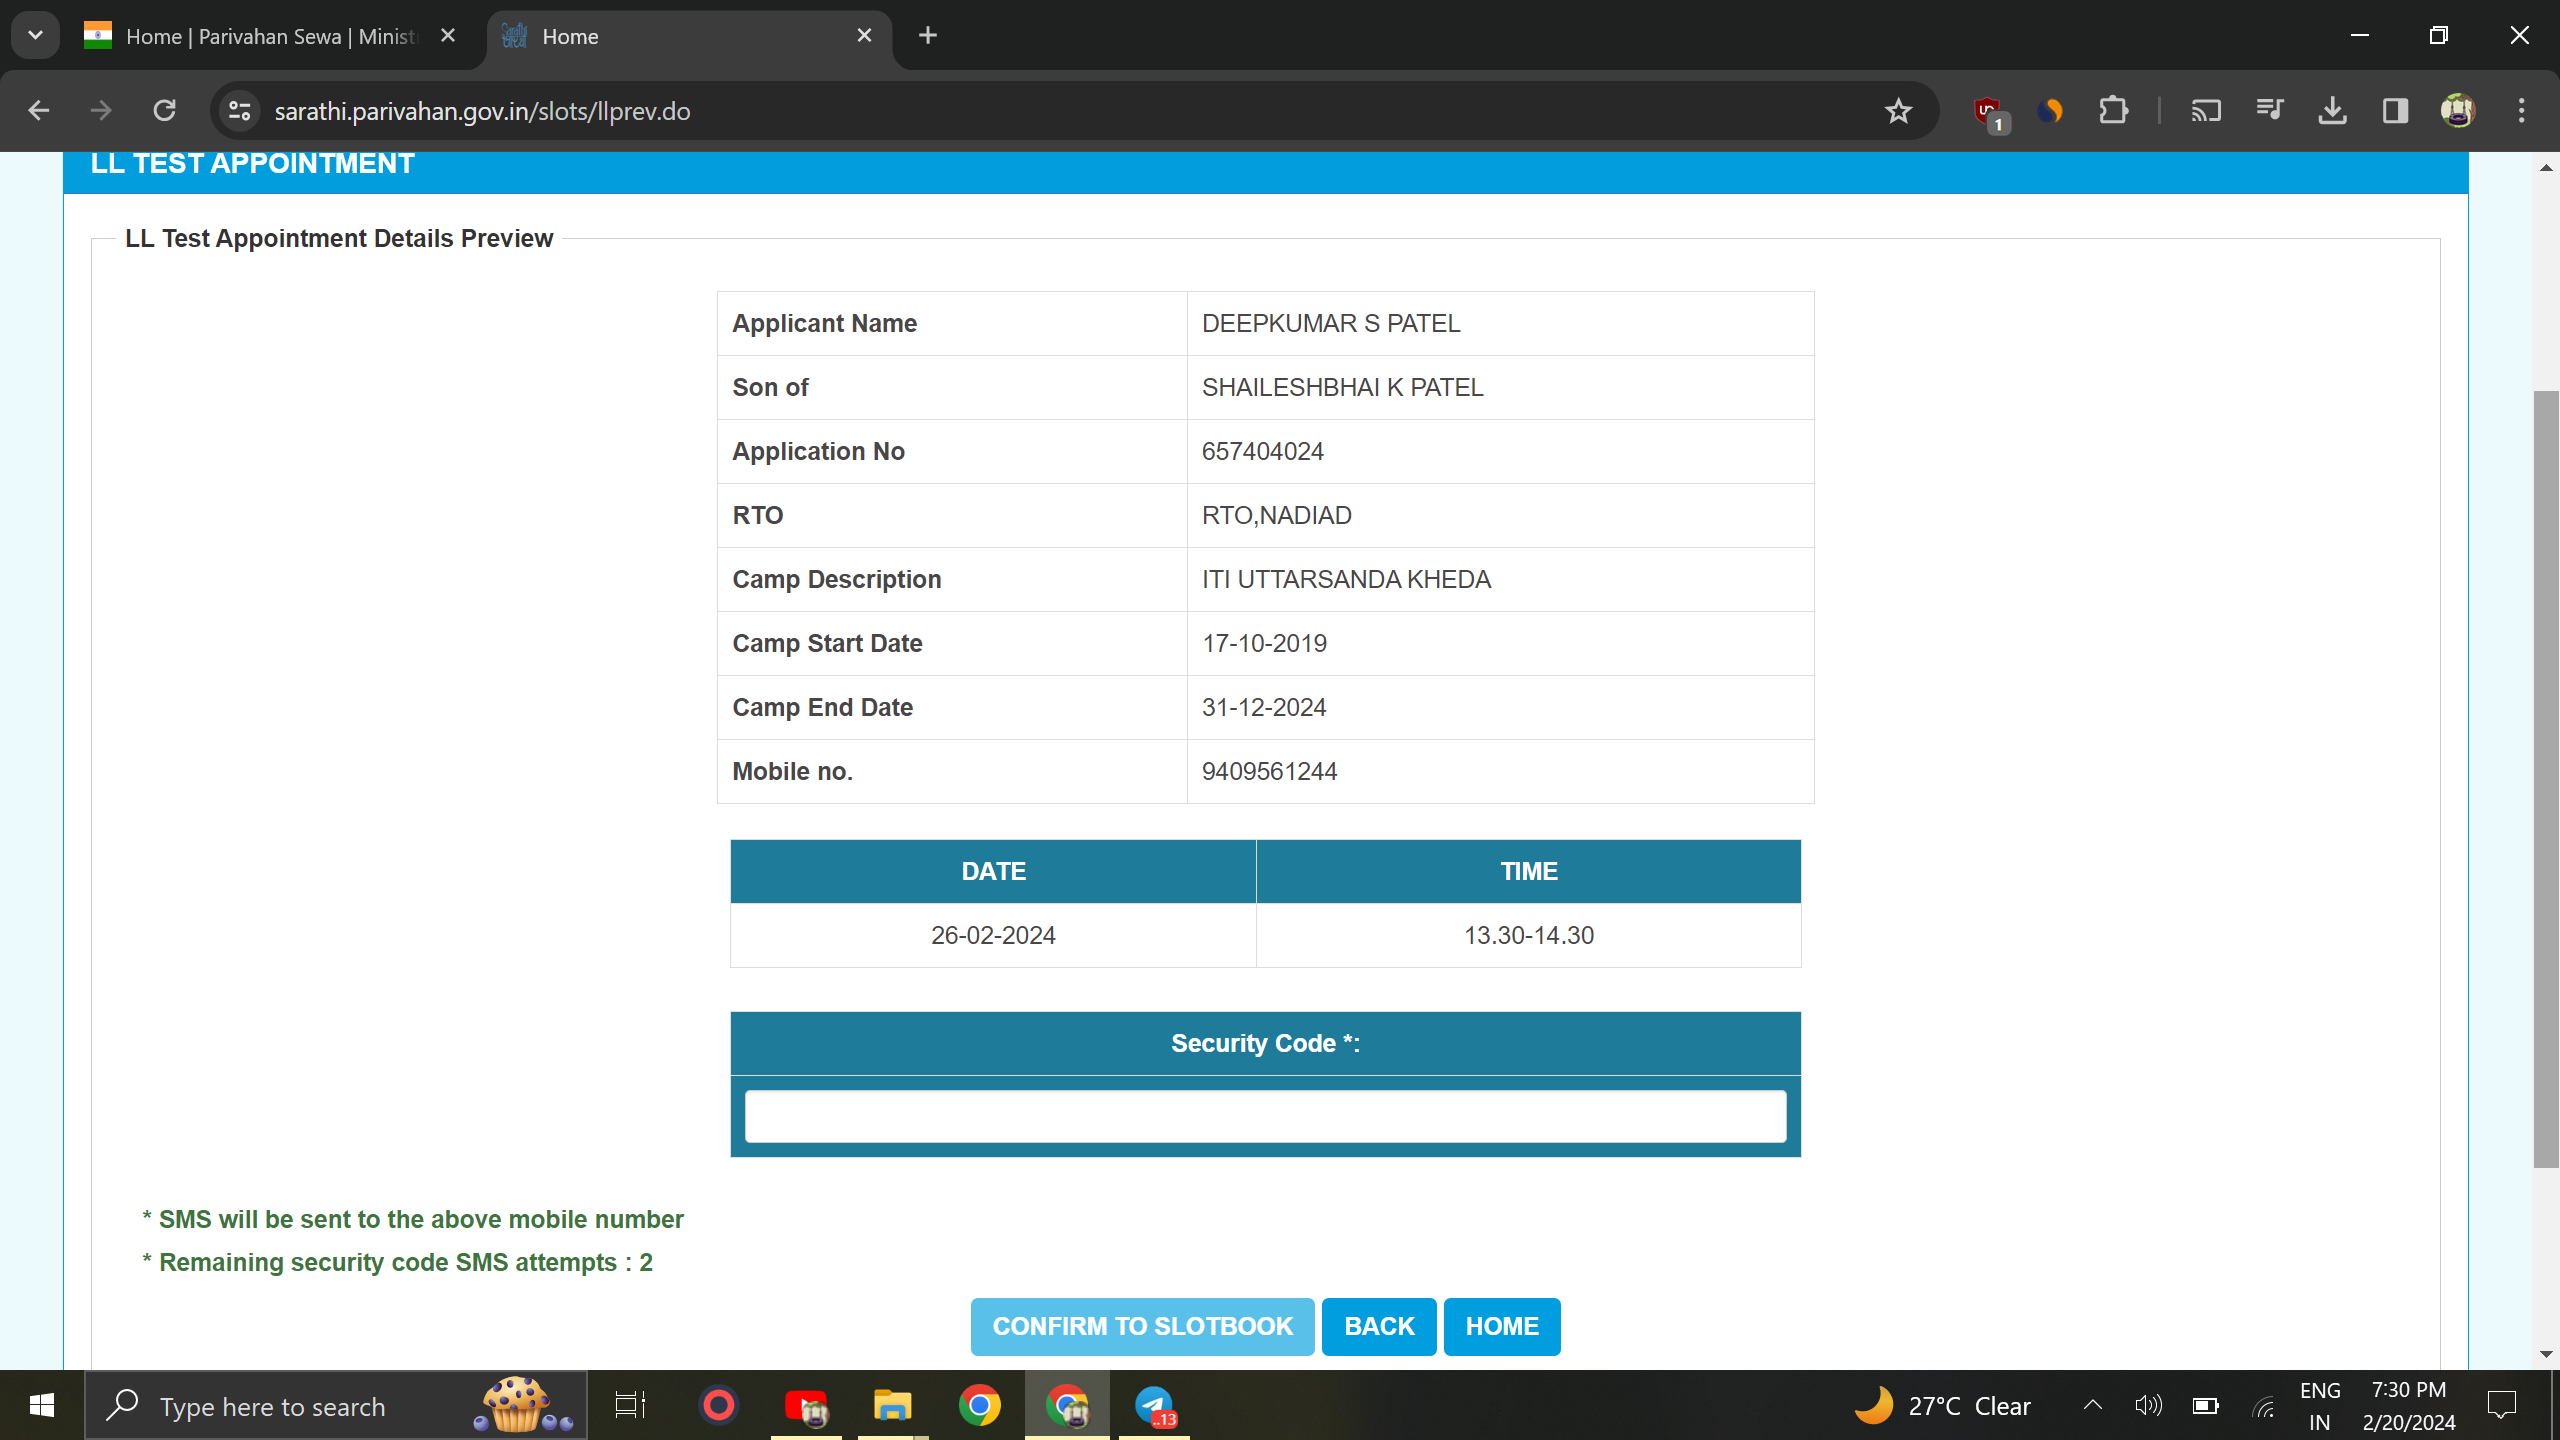 Home | Parivahan Sewa | Minist
Home
sarathi.parivahan.gov.in/slots/llprev.do
1
LL TEST APPOINTMENT
LL Test Appointment Details Preview
Applicant Name DEEPKUMAR S PATEL
Son of SHAILESHBHAI K PATEL
Application No 657404024
RTO RTO,NADIAD
Camp Description ITI UTTARSANDA KHEDA
Camp Start Date 17-10-2019
Camp End Date 31-12-2024
Mobile no. 9409561244
DATE TIME
26-02-2024 13.30-14.30
Security Code *:
* SMS will be sent to the above mobile number
* Remaining security code SMS attempts : 2
CONFIRM TO SLOTBOOK BACK HOME
Type here to search
..13
27°C Clear
ENG
IN
7:30 PM
2/20/2024